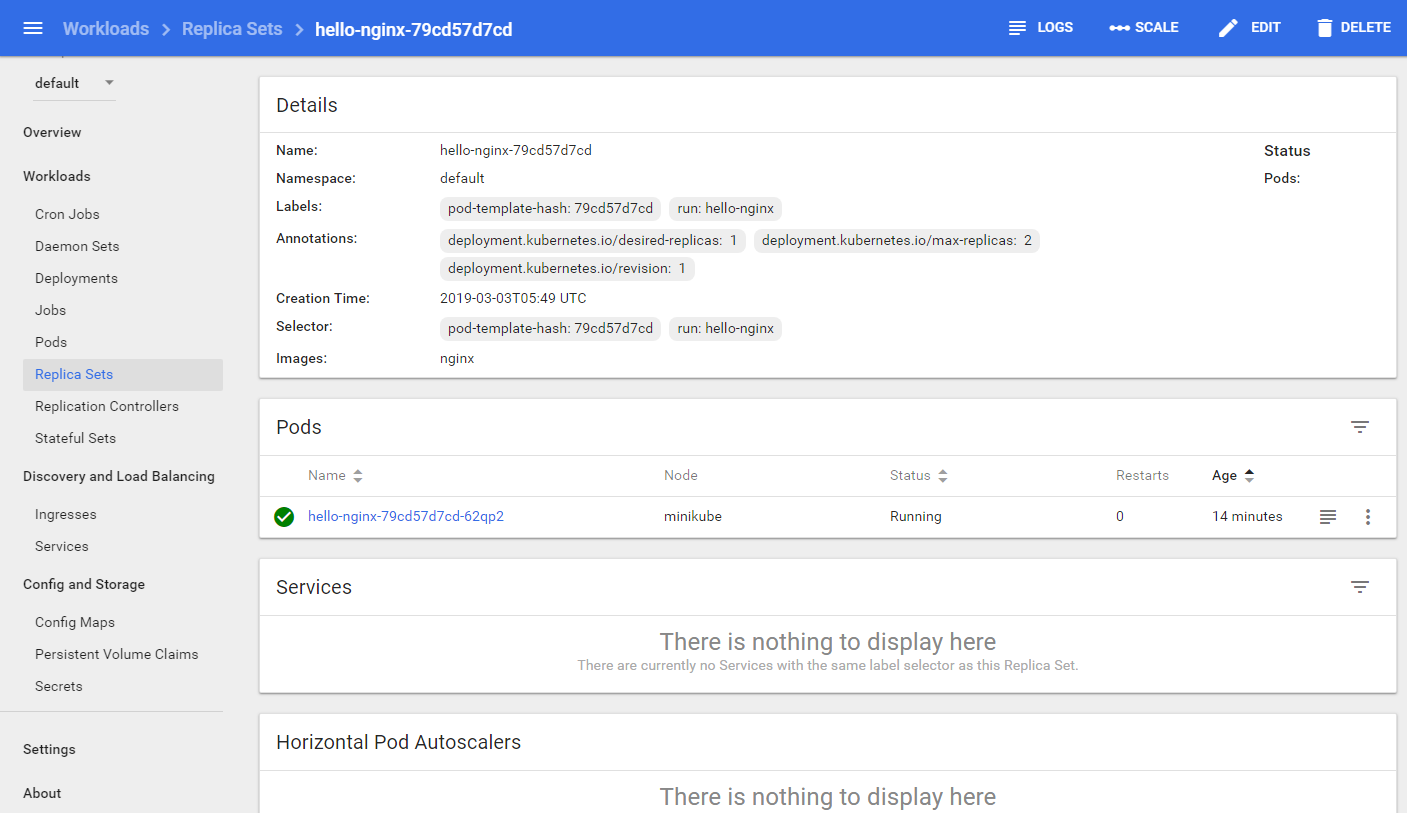 Workloads > Replica Sets > hello-nginx-79cd57d7cd LOGS SCALE EDIT DELETE
default
Overview
Workloads
Cron Jobs
Daemon Sets
Deployments
Jobs
Pods
Replica Sets
Replication Controllers
Stateful Sets
Discovery and Load Balancing
Ingresses
Services
Config and Storage
Config Maps
Persistent Volume Claims
Secrets
Settings
About
Details
Name: hello-nginx-79cd57d7cd Status
Namespace: default Pods:
Labels: pod-template-hash: 79cd57d7cd run: hello-nginx
Annotations: deployment.kubernetes.io/desired-replicas: 1 deployment.kubernetes.io/max-replicas: 2
deployment.kubernetes.io/revision: 1
Creation Time: 2019-03-03T05:49 UTC
Selector: pod-template-hash: 79cd57d7cd run: hello-nginx
Images: nginx
Pods
Name Node Status Restarts Age
hello-nginx-79cd57d7cd-62qp2 minikube Running 0 14 minutes
Services
There is nothing to display here
There are currently no Services with the same label selector as this Replica Set.
Horizontal Pod Autoscalers
There is nothing to display here